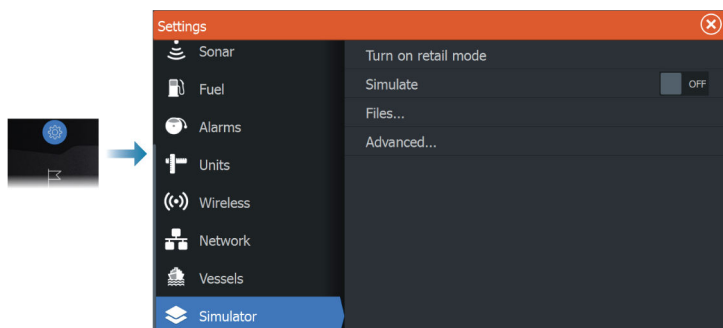 Settings
Sonar
Fuel
Alarms
Units
Wireless
Network
Vessels
Simulator
Turn on retail mode
Simulate OFF
Files...
Advanced...